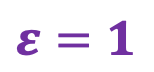 ε = 1